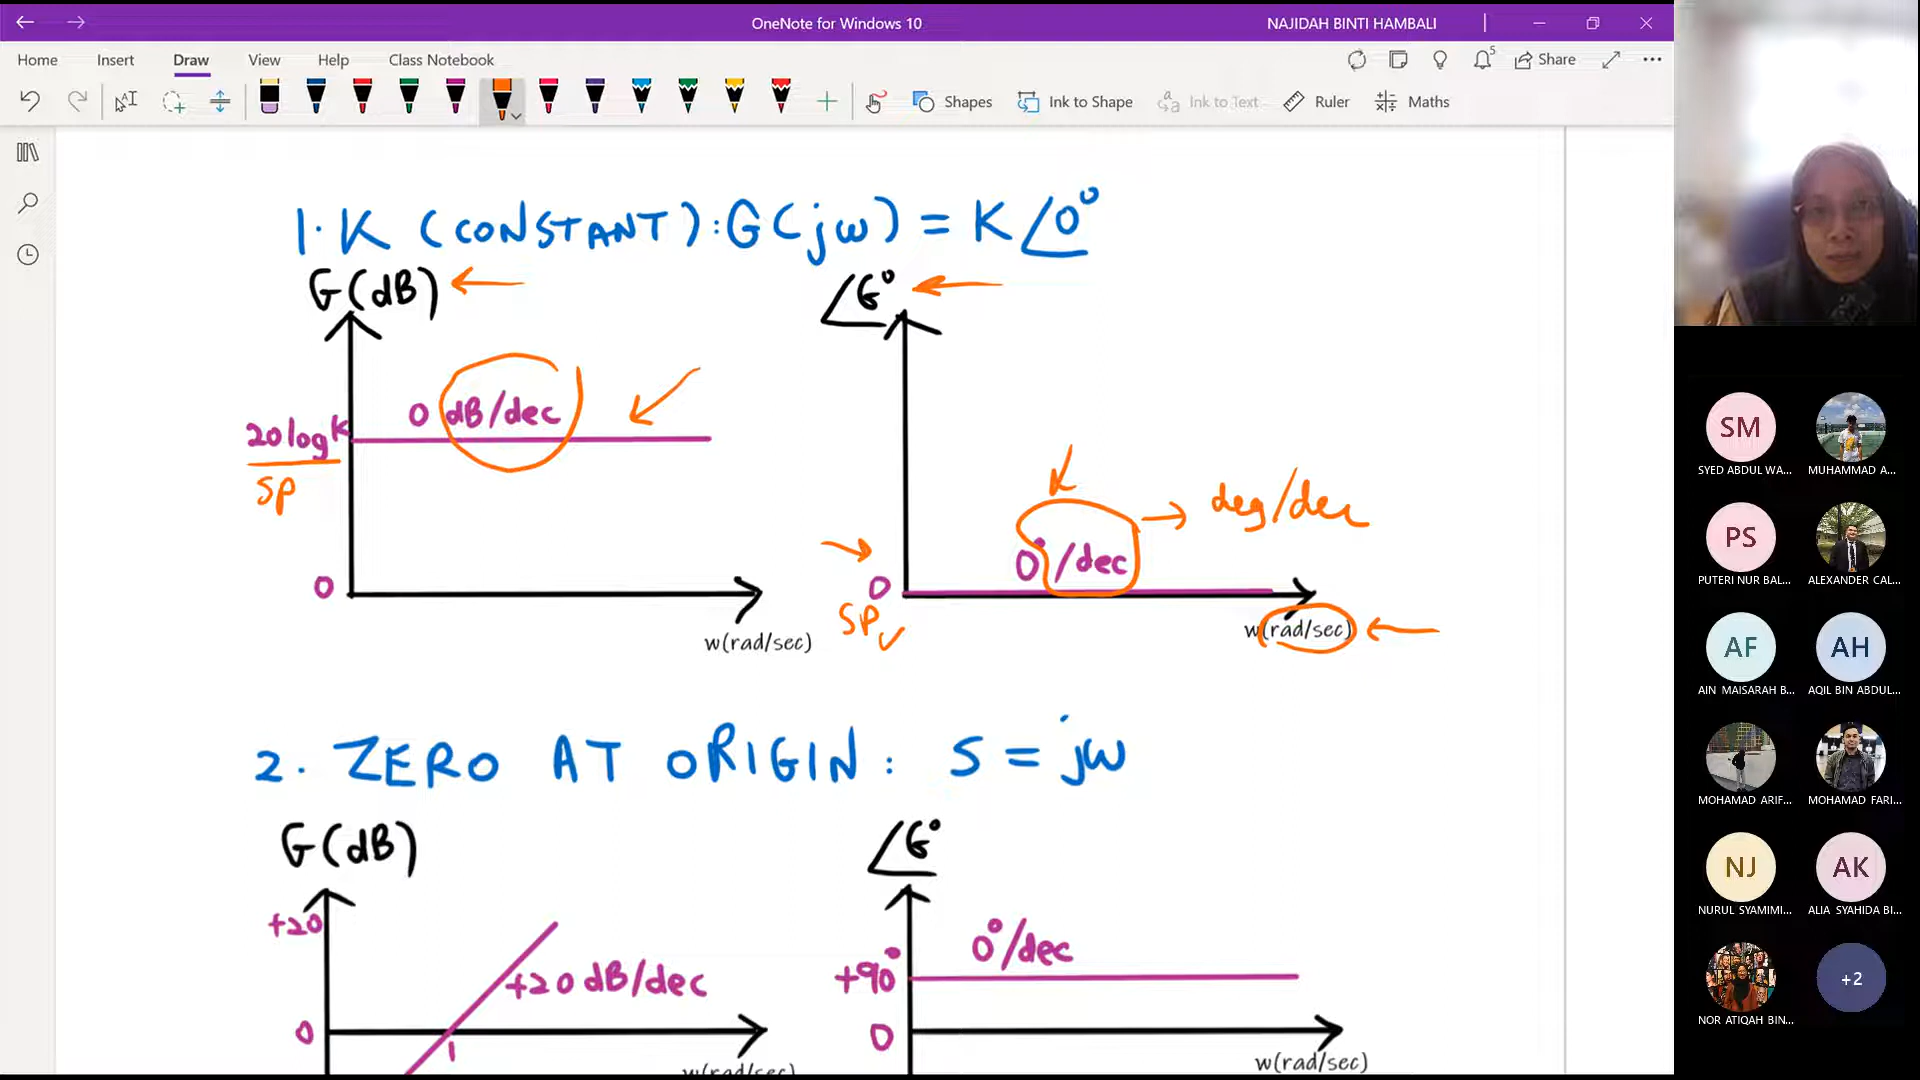 OneNote for Windows 10
NAJIDAH BINTI HAMBALI
Home Insert Draw View Help Class Notebook
5
Share
Shapes Ink to Shape Ink to Text Ruler Maths
1. K (CONSTANT): G(jw) = K∠0°
G(dB)
∠G°
0 dB/dec
20 log K
SP
0
w(rad/sec)
deg/dec
0°/dec
0
SP
w(rad/sec)
2. ZERO AT ORIGIN: S = jw
G(dB)
∠G°
+20
+20 dB/dec
0
1
w(rad/sec)
0°/dec
+90°
0
w(rad/sec)
SM
SYED ABDUL WA...
MUHAMMAD A...
PS
PUTERI NUR BAL...
ALEXANDER CAL...
AF
AIN MAISARAH B...
AH
AQIL BIN ABDUL...
MOHAMAD ARIF...
MOHAMAD FARI...
NJ
NURUL SYAMIMI...
AK
ALIA SYAHIDA BI...
NOR ATIQAH BIN...
+2